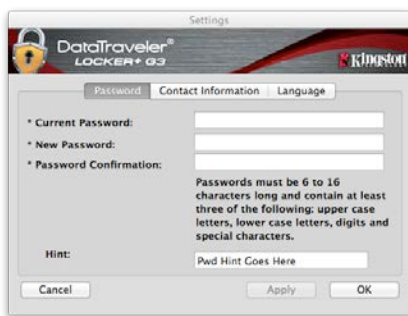 Settings
DataTraveler®
LOCKER+ G3
Kingston
Password Contact Information Language
* Current Password:
* New Password:
* Password Confirmation:
Passwords must be 6 to 16
characters long and contain at least
three of the following: upper case
letters, lower case letters, digits and
special characters.
Hint: Pwd Hint Goes Here
Cancel Apply OK